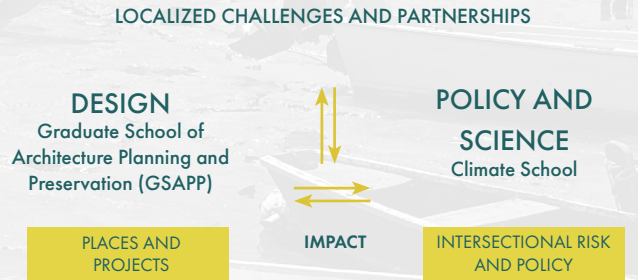 LOCALIZED CHALLENGES AND PARTNERSHIPS
DESIGN
Graduate School of
Architecture Planning and
Preservation (GSAPP)
POLICY AND
SCIENCE
Climate School
PLACES AND
PROJECTS
IMPACT
INTERSECTIONAL RISK
AND POLICY